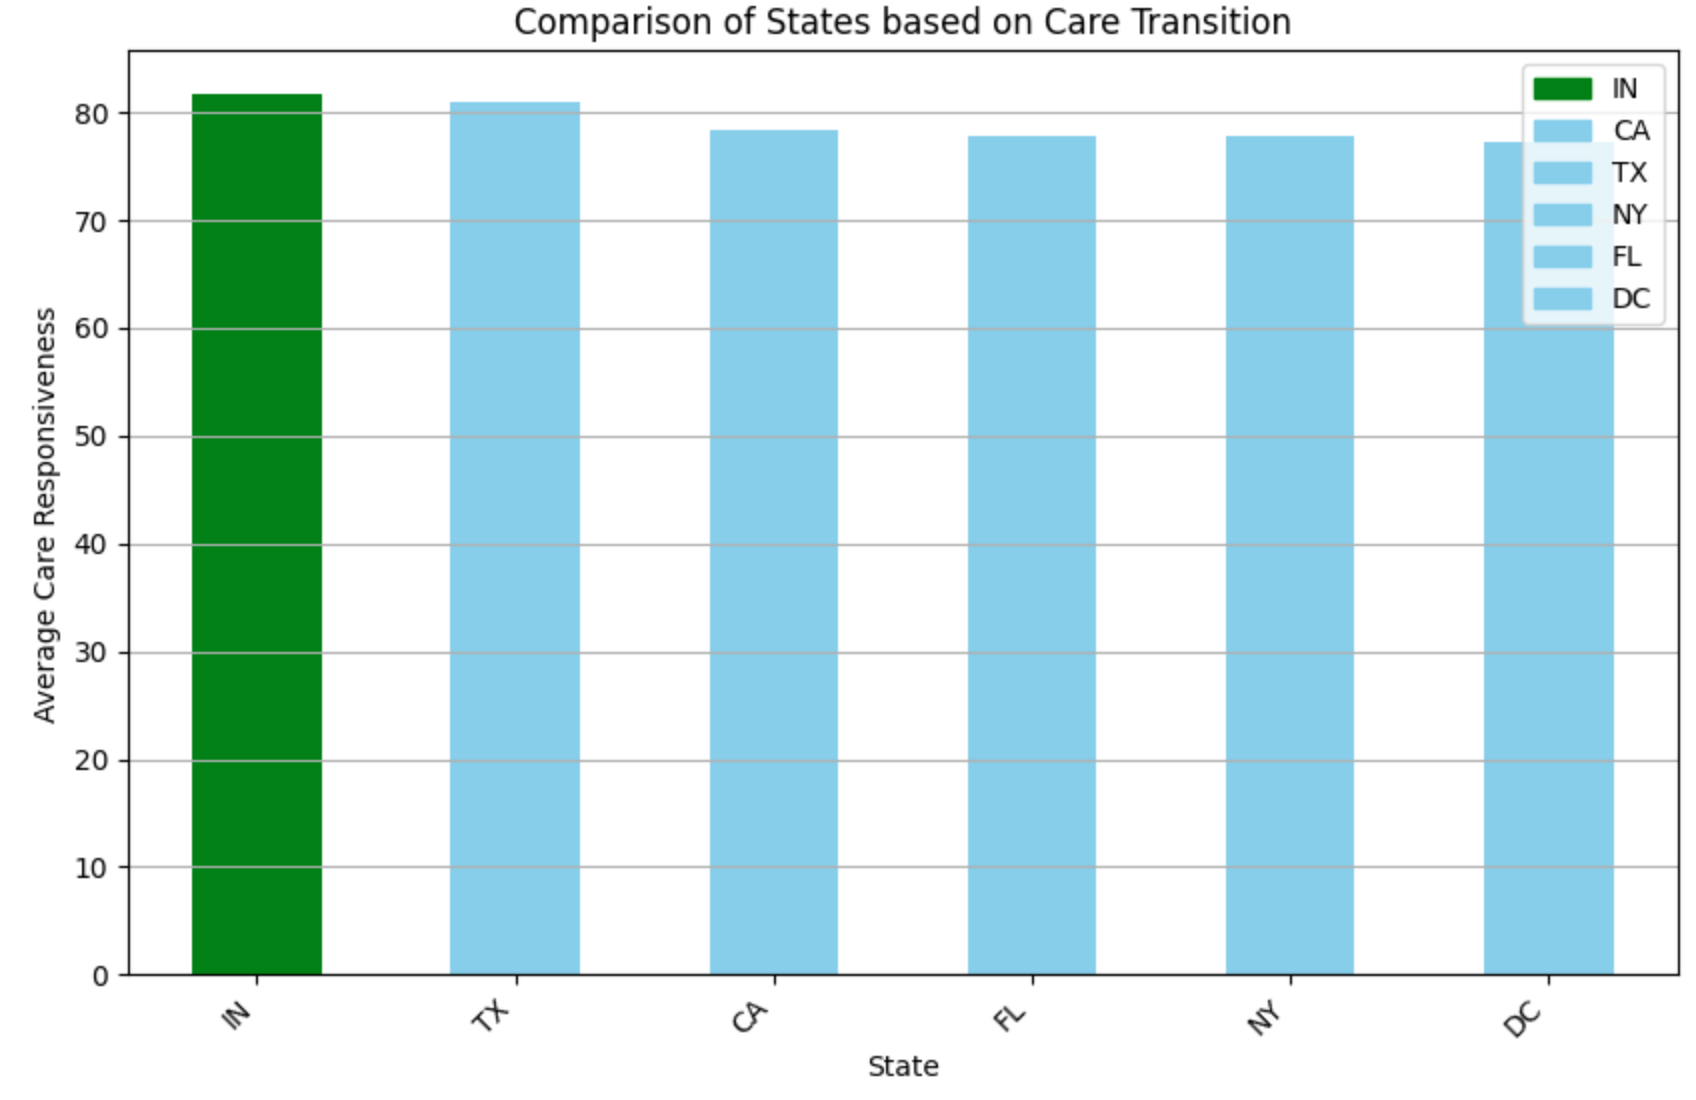 Comparison of States based on Care Transition
IN
CA
TX
NY
FL
DC
80
70
60
50
40
30
20
10
0
Average Care Responsiveness
IN
TX
CA
FL
NY
DC
State